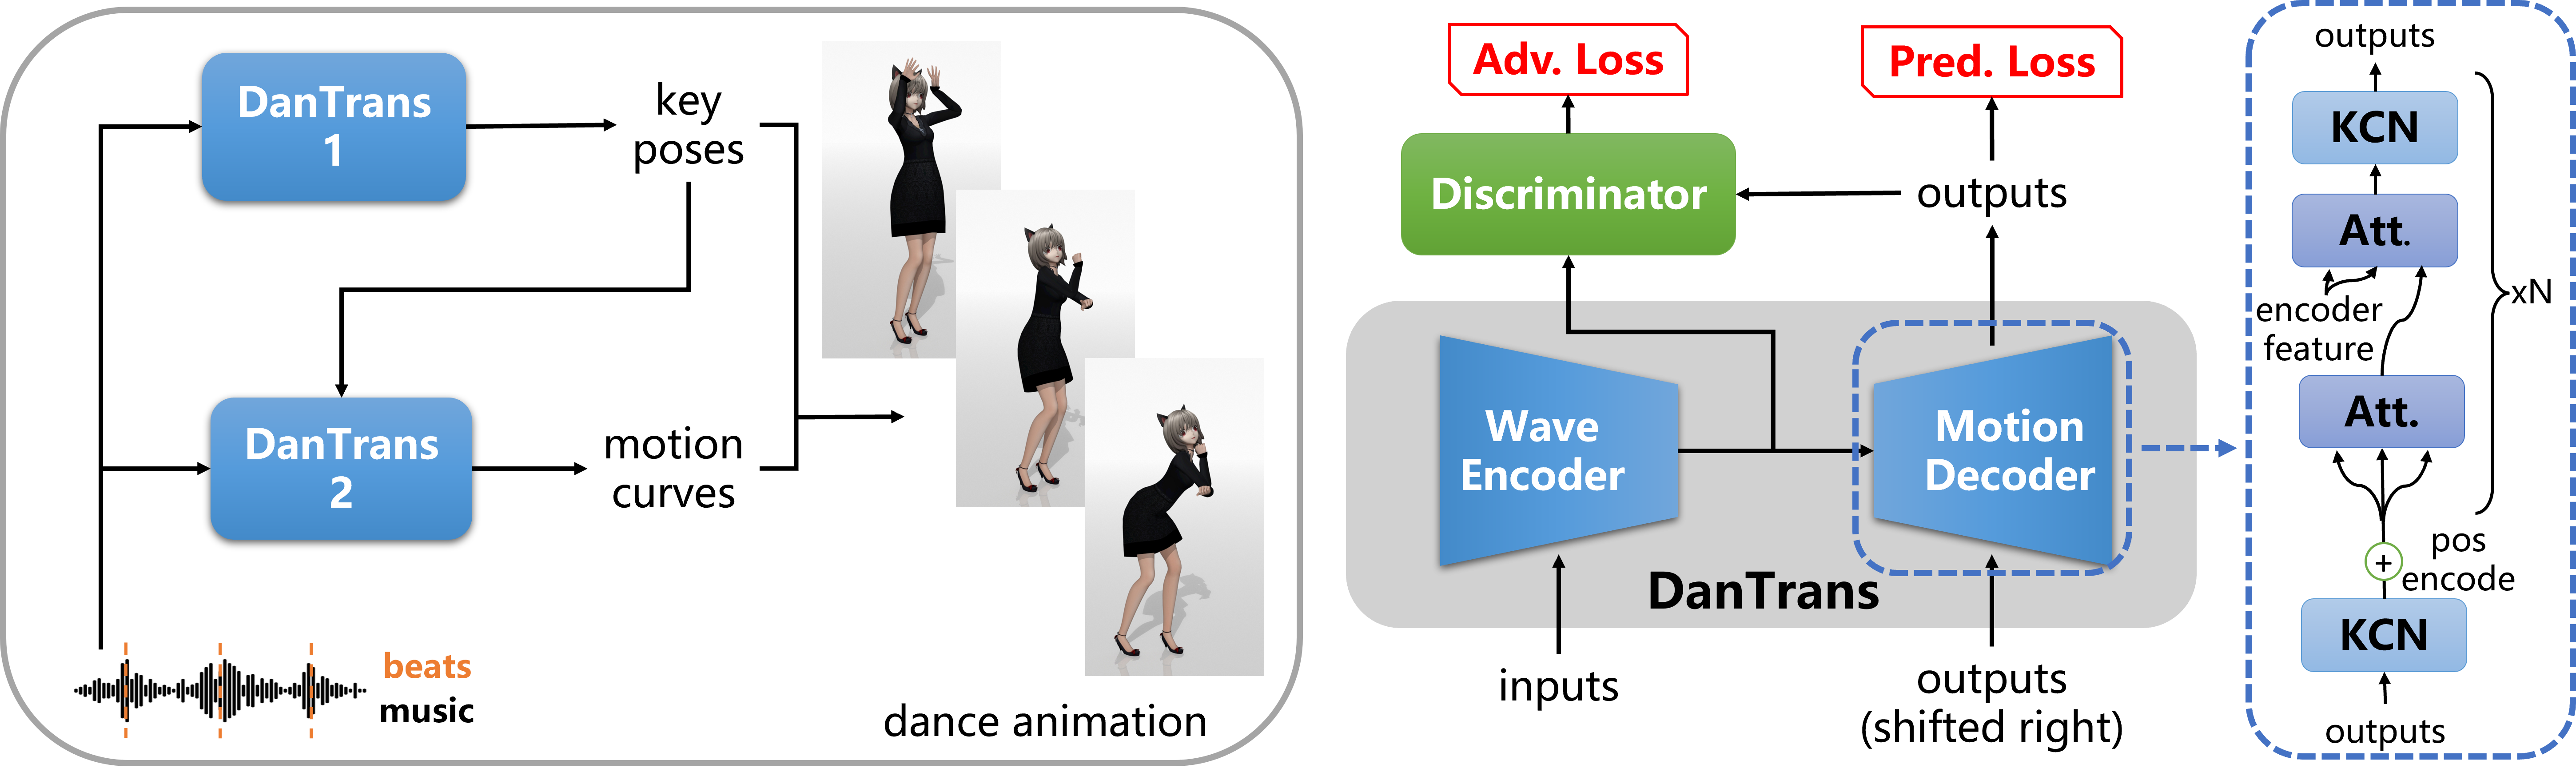 DanTrans
1
key
poses
DanTrans
2
motion
curves
beats
music
dance animation
Adv. Loss
Pred. Loss
Discriminator
outputs
Wave
Encoder
Motion
Decoder
DanTrans
inputs
outputs
(shifted right)
outputs
KCN
Att.
encoder
feature
xN
Att.
+
pos
encode
KCN
outputs